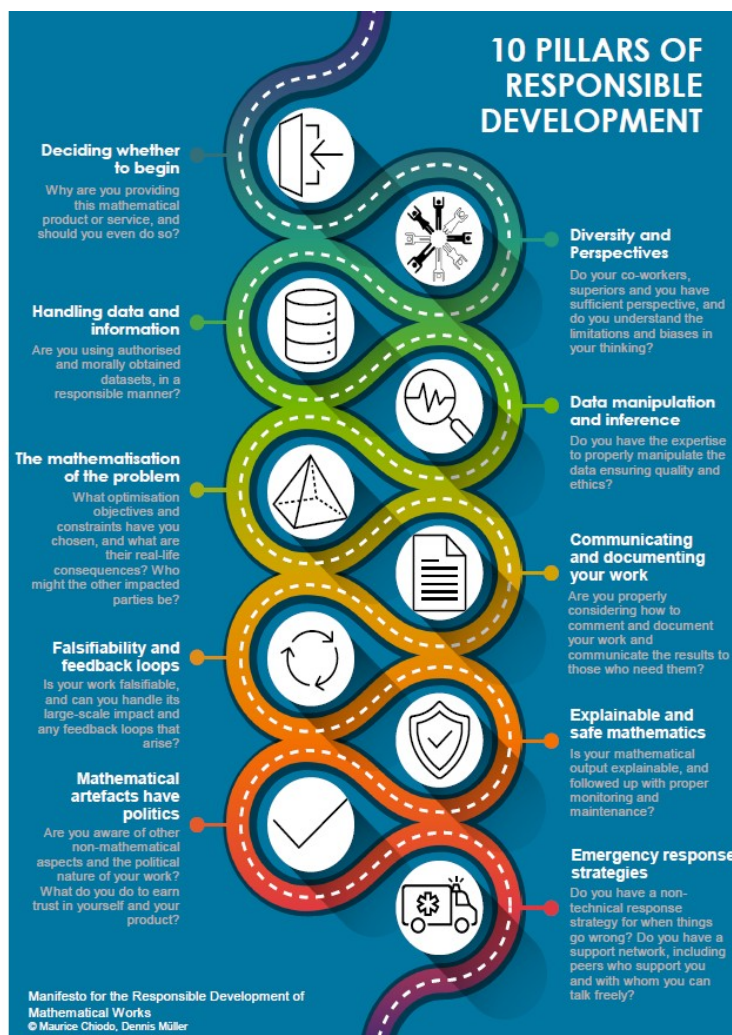 10 PILLARS OF
RESPONSIBLE
DEVELOPMENT
Deciding whether
to begin
Why are you providing
this mathematical
product or service, and
should you even do so?
Diversity and
Perspectives
Do your co-workers,
superiors and you have
sufficient perspective, and
do you understand the
limitations and biases in
your thinking?
Handling data and
information
Are you using authorised
and morally obtained
datasets, in a
responsible manner?
Data manipulation
and inference
Do you have the expertise
to properly manipulate the
data ensuring quality and
ethics?
The mathematisation
of the problem
What optimisation
objectives and
constraints have you
chosen, and what are
their real-life
consequences? Who
might the other impacted
parties be?
Communicating
and documenting
your work
Are you properly
considering how to
comment and document
your work and
communicate the results to
those who need them?
Falsifiability and
feedback loops
Is your work falsifiable,
and can you handle its
large-scale impact and
any feedback loops that
arise?
Explainable and
safe mathematics
Is your mathematical
output explainable, and
followed up with proper
monitoring and
maintenance?
Mathematical
artefacts have
politics
Are you aware of other
non-mathematical
aspects and the political
nature of your work?
What do you do to earn
trust in yourself and your
product?
Emergency response
strategies
Do you have a non-
technical response
strategy for when things
go wrong? Do you have a
support network, including
peers who support you
and with whom you can
talk freely?
Manifesto for the Responsible Development of
Mathematical Works
© Maurice Chiodo, Dennis Müller